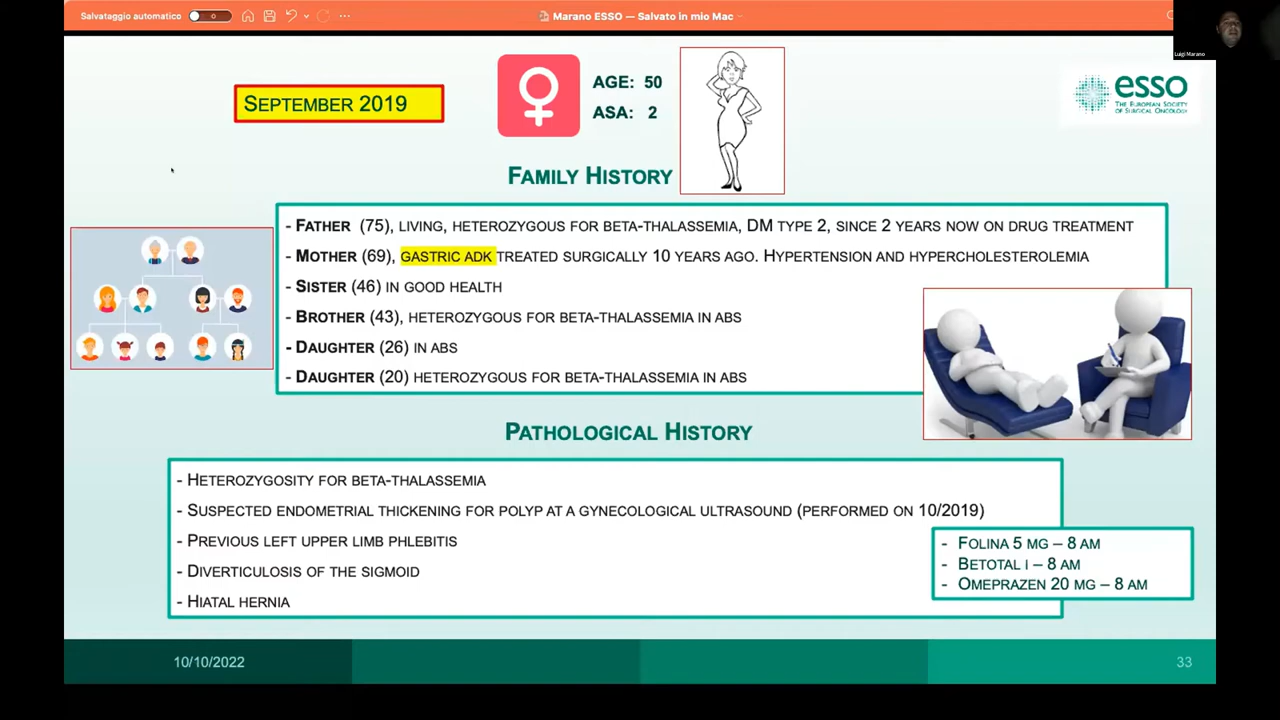 Salvataggio automatico
Marano ESSO — Salvato in mio Mac
Luigi Marano
SEPTEMBER 2019
AGE: 50
ASA: 2
esso
THE EUROPEAN SOCIETY
OF SURGICAL ONCOLOGY
FAMILY HISTORY
- FATHER (75), LIVING, HETEROZYGOUS FOR BETA-THALASSEMIA, DM TYPE 2, SINCE 2 YEARS NOW ON DRUG TREATMENT
- MOTHER (69), GASTRIC ADK TREATED SURGICALLY 10 YEARS AGO. HYPERTENSION AND HYPERCHOLESTEROLEMIA
- SISTER (46) IN GOOD HEALTH
- BROTHER (43), HETEROZYGOUS FOR BETA-THALASSEMIA IN ABS
- DAUGHTER (26) IN ABS
- DAUGHTER (20) HETEROZYGOUS FOR BETA-THALASSEMIA IN ABS
PATHOLOGICAL HISTORY
- HETEROZYGOSITY FOR BETA-THALASSEMIA
- SUSPECTED ENDOMETRIAL THICKENING FOR POLYP AT A GYNECOLOGICAL ULTRASOUND (PERFORMED ON 10/2019)
- PREVIOUS LEFT UPPER LIMB PHLEBITIS
- DIVERTICULOSIS OF THE SIGMOID
- HIATAL HERNIA
- FOLINA 5 MG – 8 AM
- BETOTAL I – 8 AM
- OMEPRAZEN 20 MG – 8 AM
10/10/2022
33